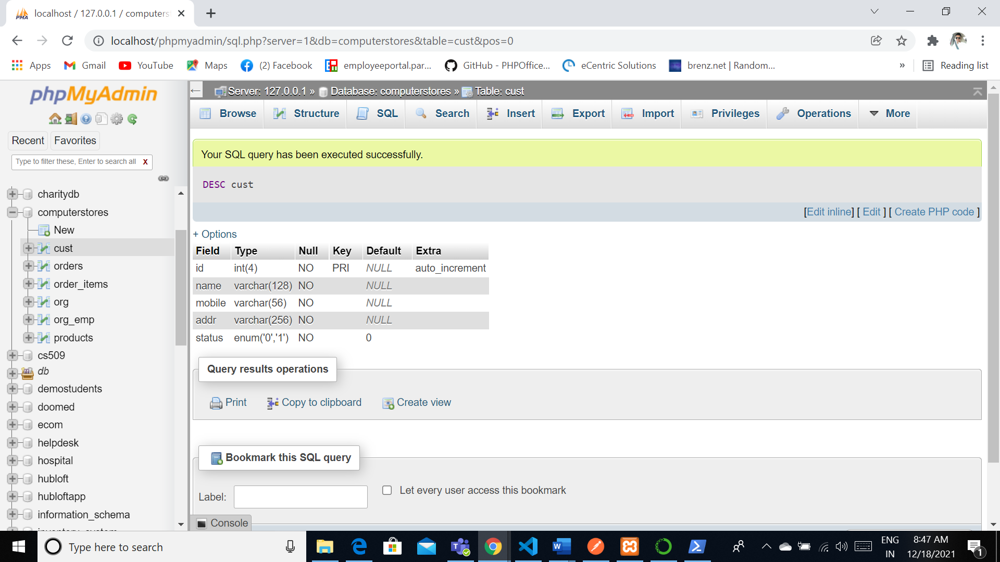 localhost / 127.0.0.1 / computers
localhost/phpmyadmin/sql.php?server=1&db=computerstores&table=cust&pos=0
Apps Gmail YouTube Maps (2) Facebook employeeportal.par... GitHub - PHPOffice... eCentric Solutions brenz.net | Random... » Reading list
phpMyAdmin
Recent Favorites
Type to filter these, Enter to search all X
charitydb
computerstores
New
cust
orders
order_items
org
org_emp
products
cs509
db
demostudents
doomed
ecom
helpdesk
hospital
hubloft
hubloftapp
information_schema
Server: 127.0.0.1 » Database: computerstores » Table: cust
Browse Structure SQL Search Insert Export Import Privileges Operations More
Your SQL query has been executed successfully.
DESC cust
[Edit inline] [ Edit ] [ Create PHP code ]
+ Options
Field Type Null Key Default Extra
id int(4) NO PRI NULL auto_increment
name varchar(128) NO NULL
mobile varchar(56) NO NULL
addr varchar(256) NO NULL
status enum('0','1') NO 0
Query results operations
Print Copy to clipboard Create view
Bookmark this SQL query
Label: Let every user access this bookmark
Console
Type here to search
ENG
IN
8:47 AM
12/18/2021
1